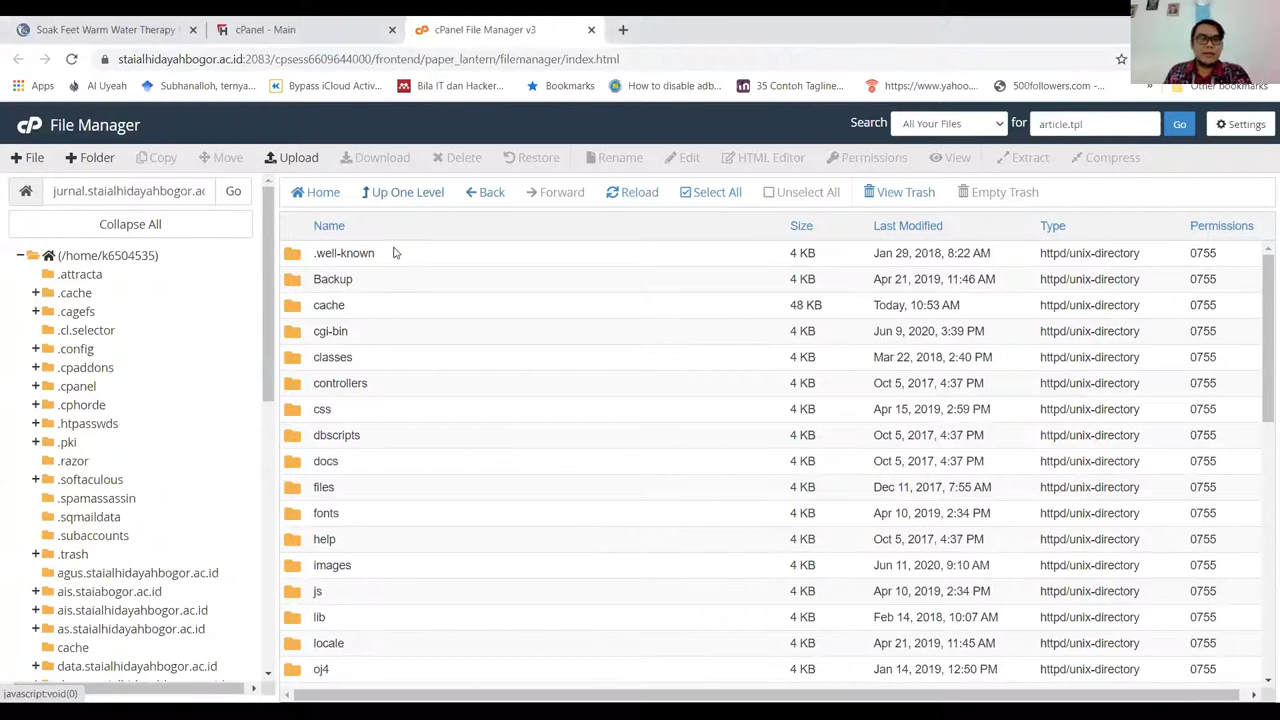 Soak Feet Warm Water Therapy
cPanel - Main
cPanel File Manager v3
staialhidayahbogor.ac.id:2083/cpsess6609644000/frontend/paper_lantern/filemanager/index.html
Apps
Al Uyeah
Subhanalloh, ternya...
Bypass iCloud Activ...
Bila IT dan Hacker...
Bookmarks
How to disable adb...
35 Contoh Tagline...
https://www.yahoo...
500followers.com -...
»
Other bookmarks
cP File Manager
Search
All Your Files
for
article.tpl
Go
Settings
File
Folder
Copy
Move
Upload
Download
Delete
Restore
Rename
Edit
HTML Editor
Permissions
View
Extract
Compress
jurnal.staialhidayahbogor.ac
Go
Home
Up One Level
Back
Forward
Reload
Select All
Unselect All
View Trash
Empty Trash
Collapse All
Name Size Last Modified Type Permissions
.well-known 4 KB Jan 29, 2018, 8:22 AM httpd/unix-directory 0755
Backup 4 KB Apr 21, 2019, 11:46 AM httpd/unix-directory 0755
cache 48 KB Today, 10:53 AM httpd/unix-directory 0755
cgi-bin 4 KB Jun 9, 2020, 3:39 PM httpd/unix-directory 0755
classes 4 KB Mar 22, 2018, 2:40 PM httpd/unix-directory 0755
controllers 4 KB Oct 5, 2017, 4:37 PM httpd/unix-directory 0755
css 4 KB Apr 15, 2019, 2:59 PM httpd/unix-directory 0755
dbscripts 4 KB Oct 5, 2017, 4:37 PM httpd/unix-directory 0755
docs 4 KB Oct 5, 2017, 4:37 PM httpd/unix-directory 0755
files 4 KB Dec 11, 2017, 7:55 AM httpd/unix-directory 0755
fonts 4 KB Apr 10, 2019, 2:34 PM httpd/unix-directory 0755
help 4 KB Oct 5, 2017, 4:37 PM httpd/unix-directory 0755
images 4 KB Jun 11, 2020, 9:10 AM httpd/unix-directory 0755
js 4 KB Apr 10, 2019, 2:34 PM httpd/unix-directory 0755
lib 4 KB Feb 14, 2018, 10:07 AM httpd/unix-directory 0755
locale 4 KB Apr 21, 2019, 11:45 AM httpd/unix-directory 0755
oj4 4 KB Jan 14, 2019, 12:50 PM httpd/unix-directory 0755
(/home/k6504535)
.attracta
.cache
.cagefs
.cl.selector
.config
.cpaddons
.cpanel
.cphorde
.htpasswds
.pki
.razor
.softaculous
.spamassassin
.sqmaildata
.subaccounts
.trash
agus.staialhidayahbogor.ac.id
ais.staiabogor.ac.id
ais.staialhidayahbogor.ac.id
as.staialhidayahbogor.ac.id
cache
data.staialhidayahbogor.ac.id
javascript:void(0)